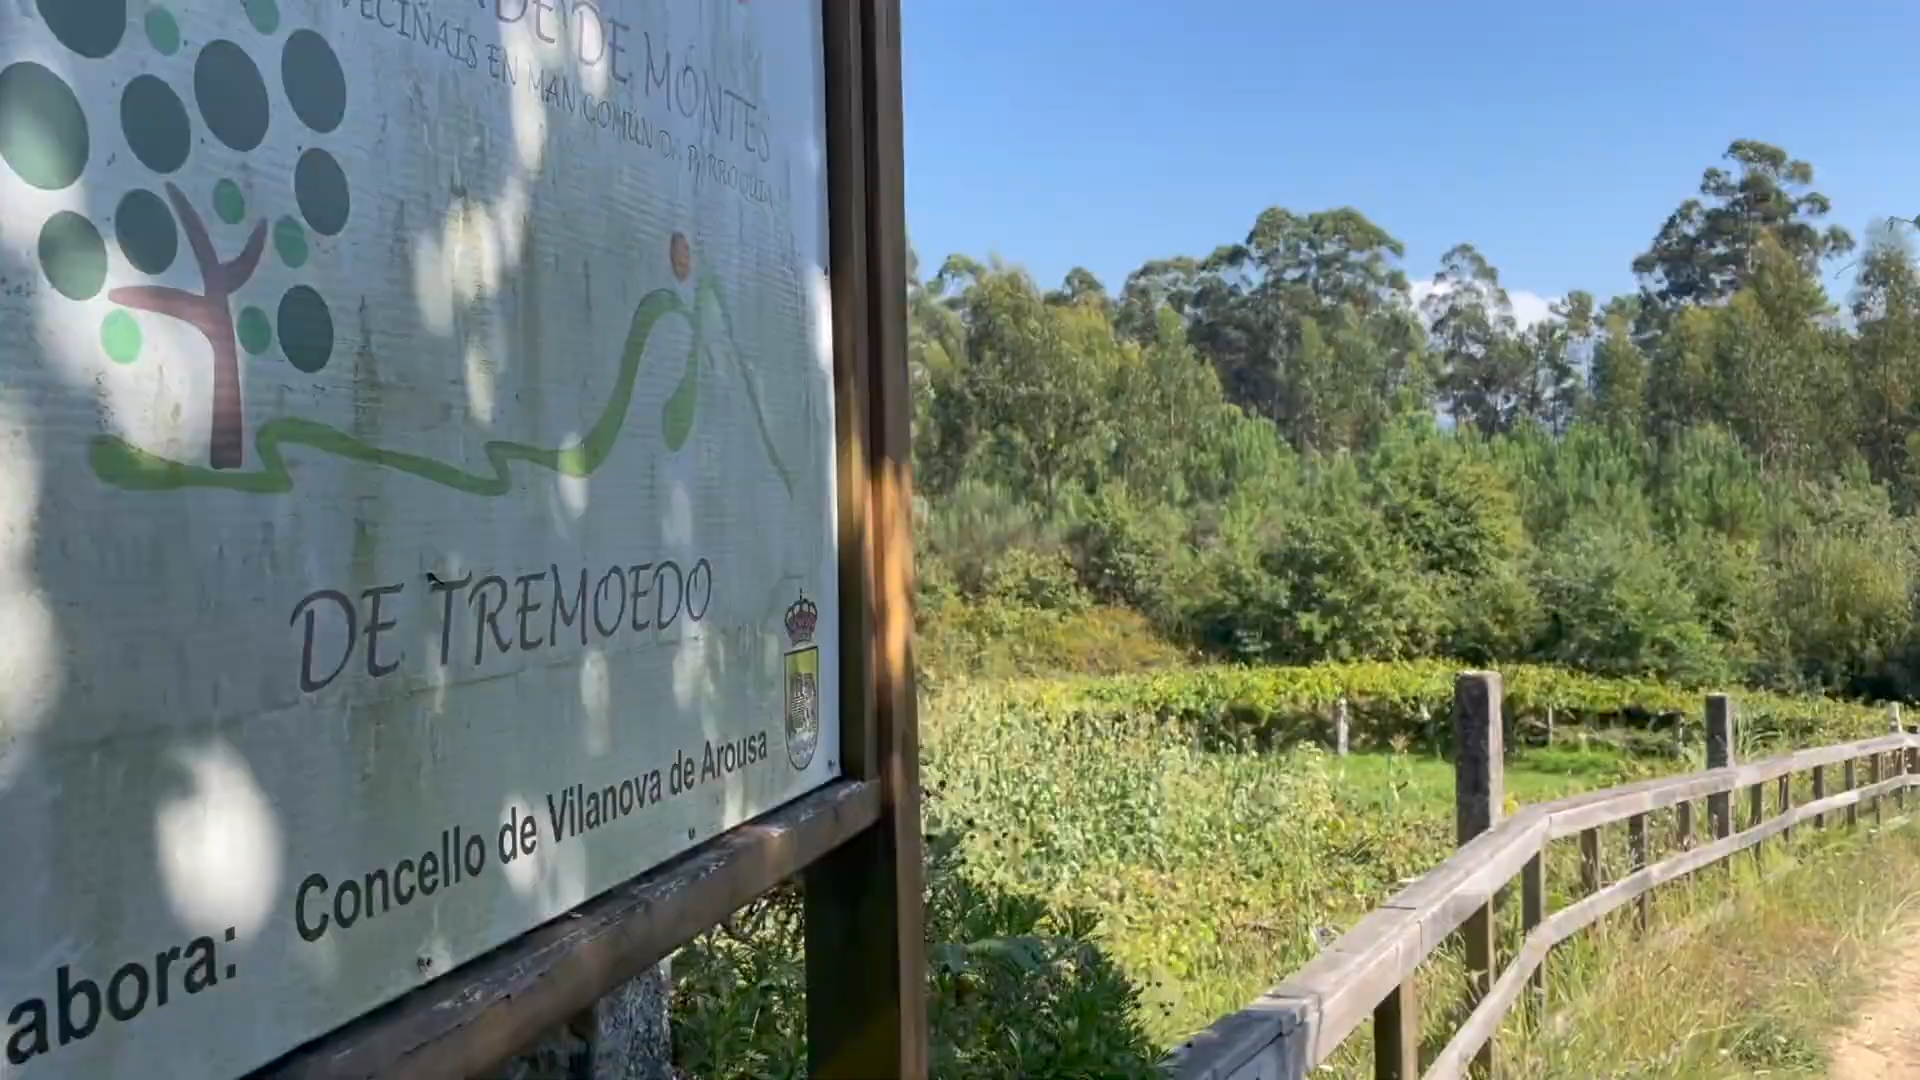 DE MONTES
VECIÑAIS EN MAN COMÚN DA PARROQUIA
DE TREMOEDO
abora: Concello de Vilanova de Arousa